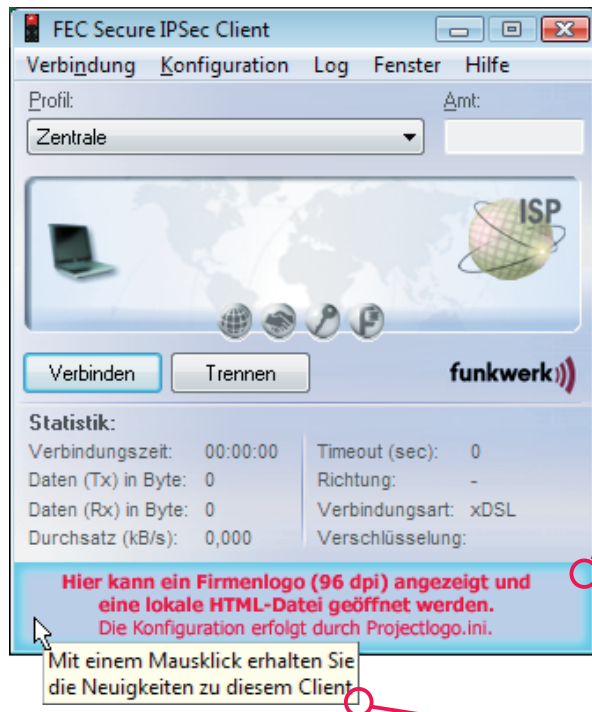 FEC Secure IPSec Client
Verbindung Konfiguration Log Fenster Hilfe
Profil: Amt:
Zentrale
ISP
Verbinden Trennen funkwerk
Statistik:
Verbindungszeit: 00:00:00 Timeout (sec): 0
Daten (Tx) in Byte: 0 Richtung: -
Daten (Rx) in Byte: 0 Verbindungsart: xDSL
Durchsatz (kB/s): 0,000 Verschlüsselung:
Hier kann ein Firmenlogo (96 dpi) angezeigt und
eine lokale HTML-Datei geöffnet werden.
Die Konfiguration erfolgt durch Projectlogo.ini.
Mit einem Mausklick erhalten Sie
die Neuigkeiten zu diesem Client